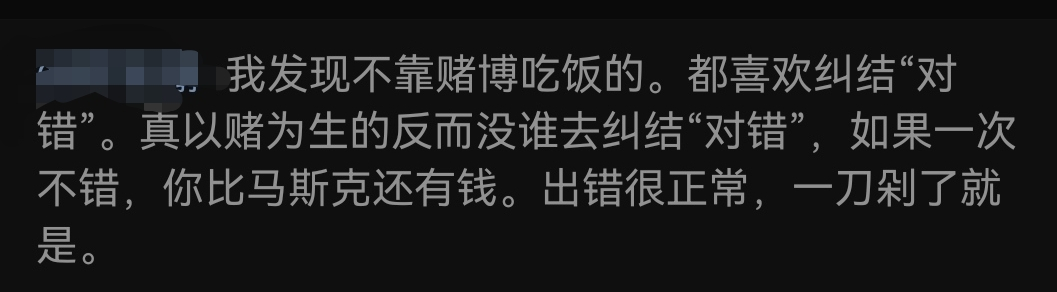 我发现不靠赌博吃饭的。都喜欢纠结“对
错”。真以赌为生的反而没谁去纠结“对错”，如果一次
不错，你比马斯克还有钱。出错很正常，一刀剁了就
是。